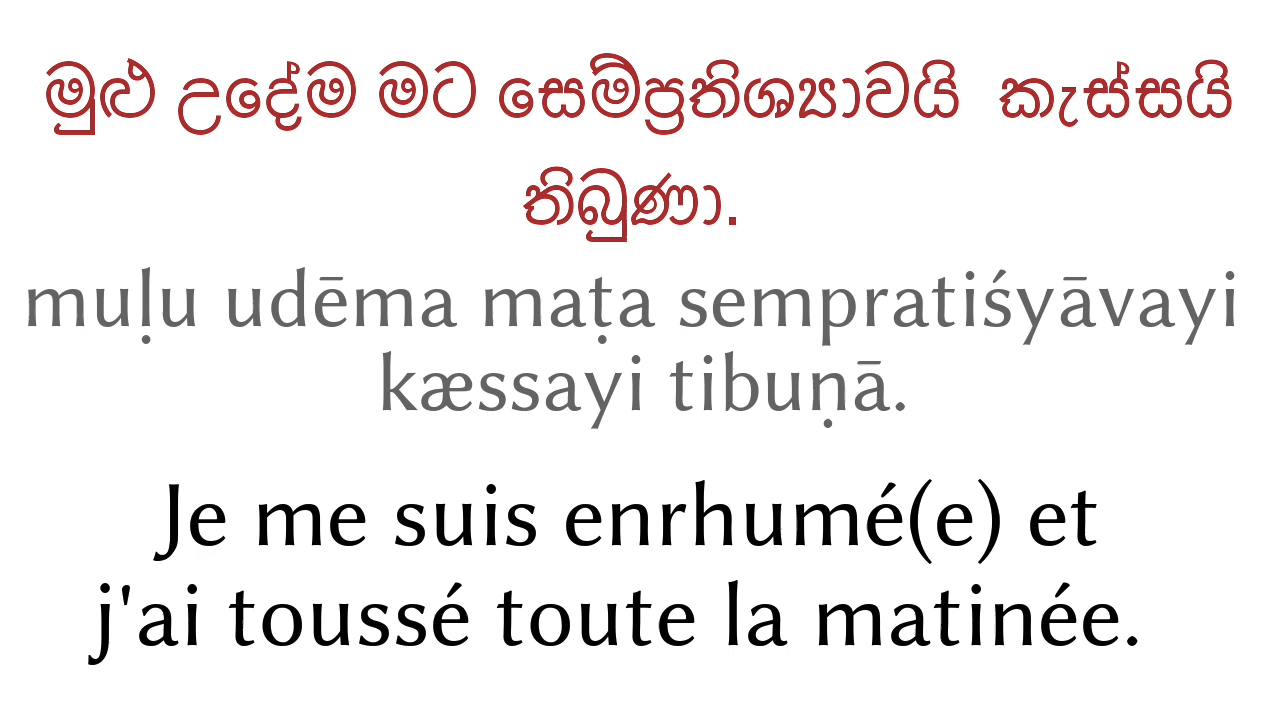 මුළු උදේම මට සෙම්ප්‍රතිශ්‍යාවයි  කැස්සයි
තිබුණා.
muḷu udēma maṭa sempratiśyāvayi
kæssayi tibuṇā.
Je me suis enrhumé(e) et
j'ai toussé toute la matinée.